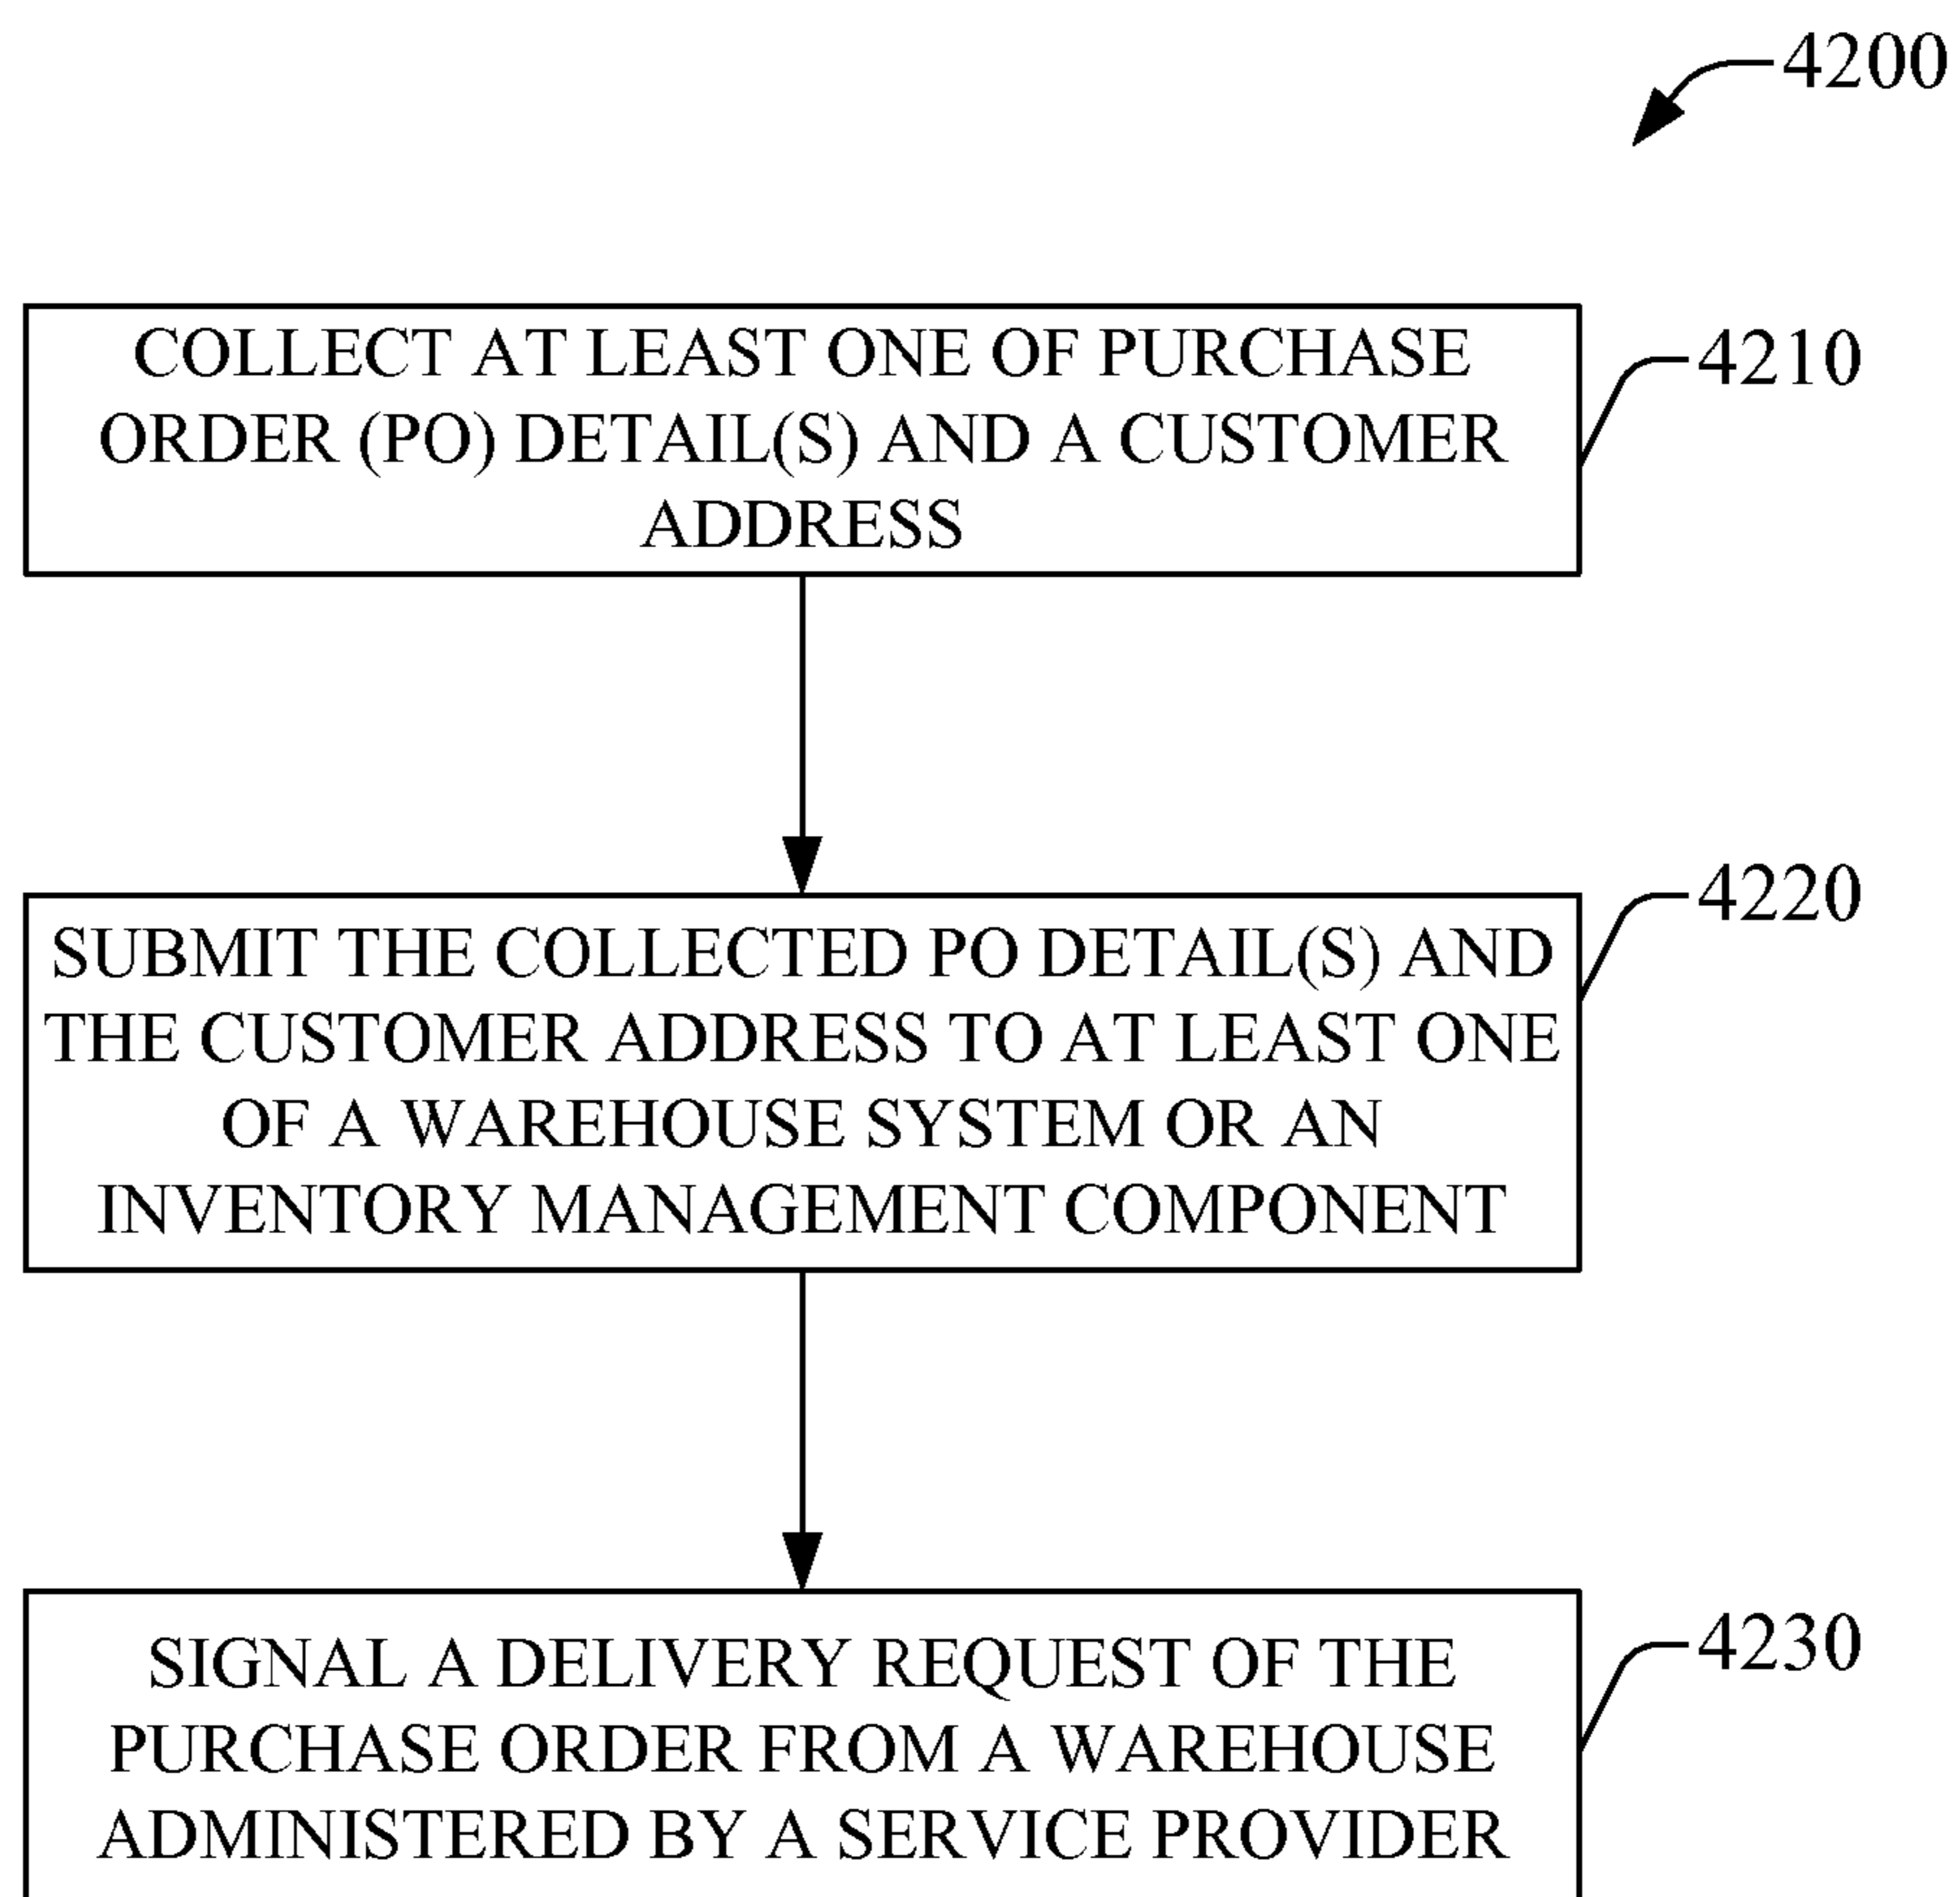 4200
COLLECT AT LEAST ONE OF PURCHASE
ORDER (PO) DETAIL(S) AND A CUSTOMER
ADDRESS
4210
SUBMIT THE COLLECTED PO DETAIL(S) AND
THE CUSTOMER ADDRESS TO AT LEAST ONE
OF A WAREHOUSE SYSTEM OR AN
INVENTORY MANAGEMENT COMPONENT
4220
SIGNAL A DELIVERY REQUEST OF THE
PURCHASE ORDER FROM A WAREHOUSE
ADMINISTERED BY A SERVICE PROVIDER
4230